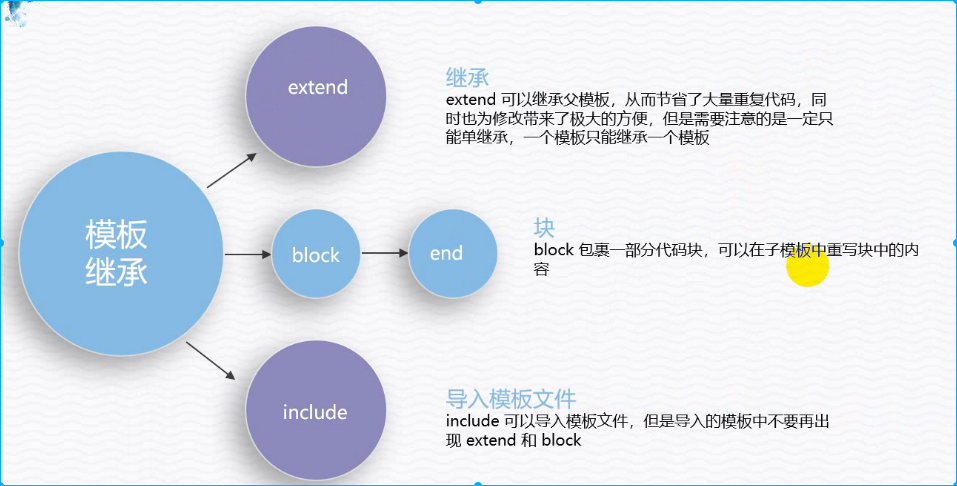 extend
继承
extend 可以继承父模板，从而节省了大量重复代码，同
时也为修改带来了极大的方便，但是需要注意的是一定只
能单继承，一个模板只能继承一个模板
模板
继承
block
end
块
block 包裹一部分代码块，可以在子模板中重写块中的内
容
include
导入模板文件
include 可以导入模板文件，但是导入的模板中不要再出
现 extend 和 block